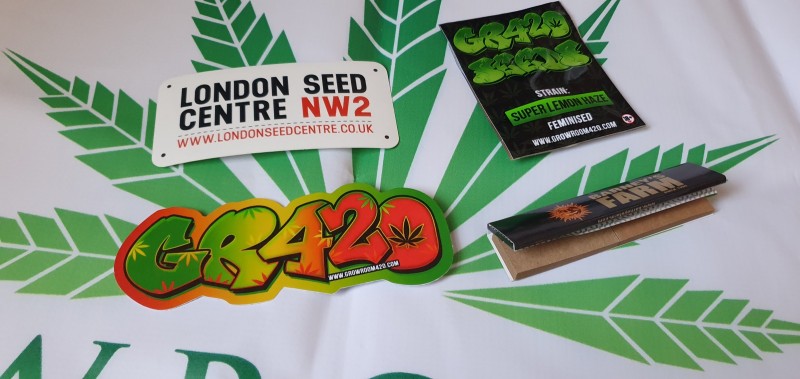 LONDON SEED
CENTRE NW2
WWW.LONDONSEEDCENTRE.CO.UK
GR420
SEEDS
STRAIN:
SUPER LEMON HAZE
FEMINISED
WWW.GROWROOM420.COM
FARM
GR420
WWW.GROWROOM420.COM